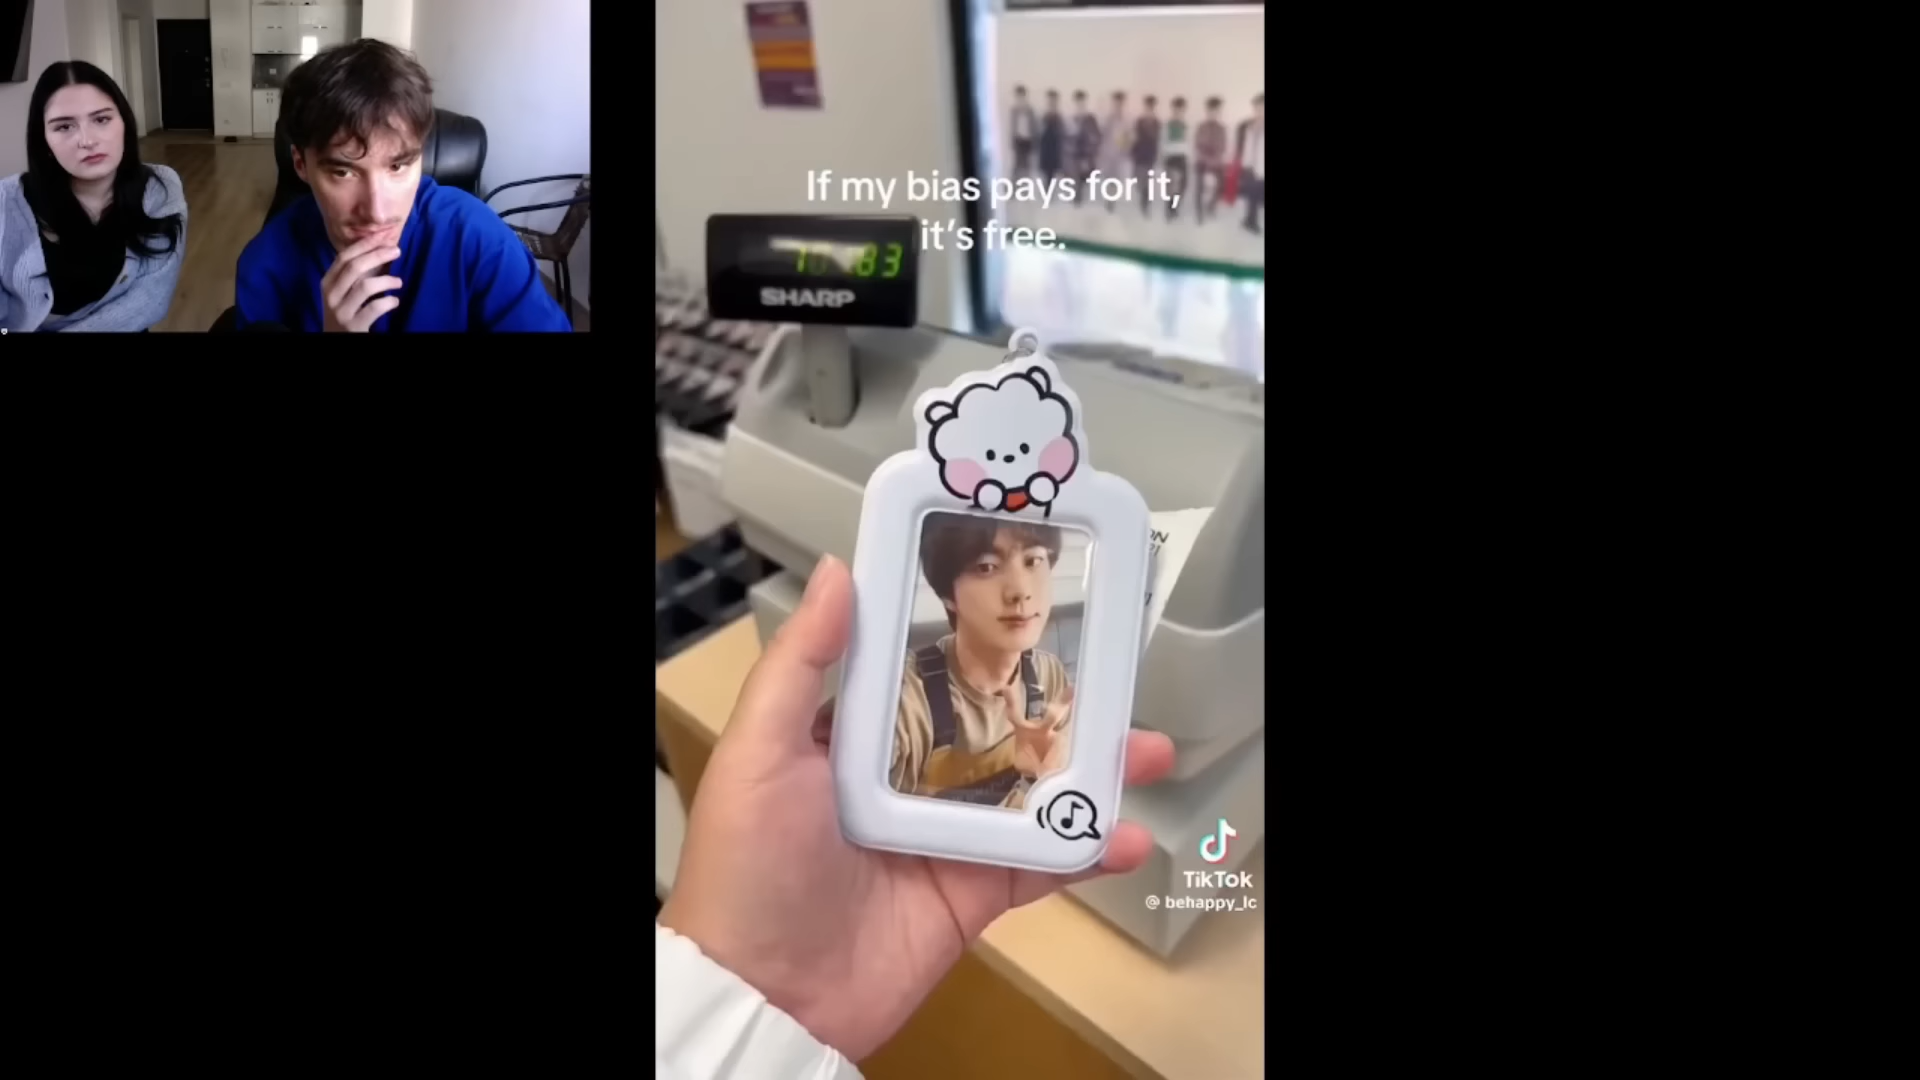 If my bias pays for it,
it's free.
SHARP
TikTok
@ behappy_lc